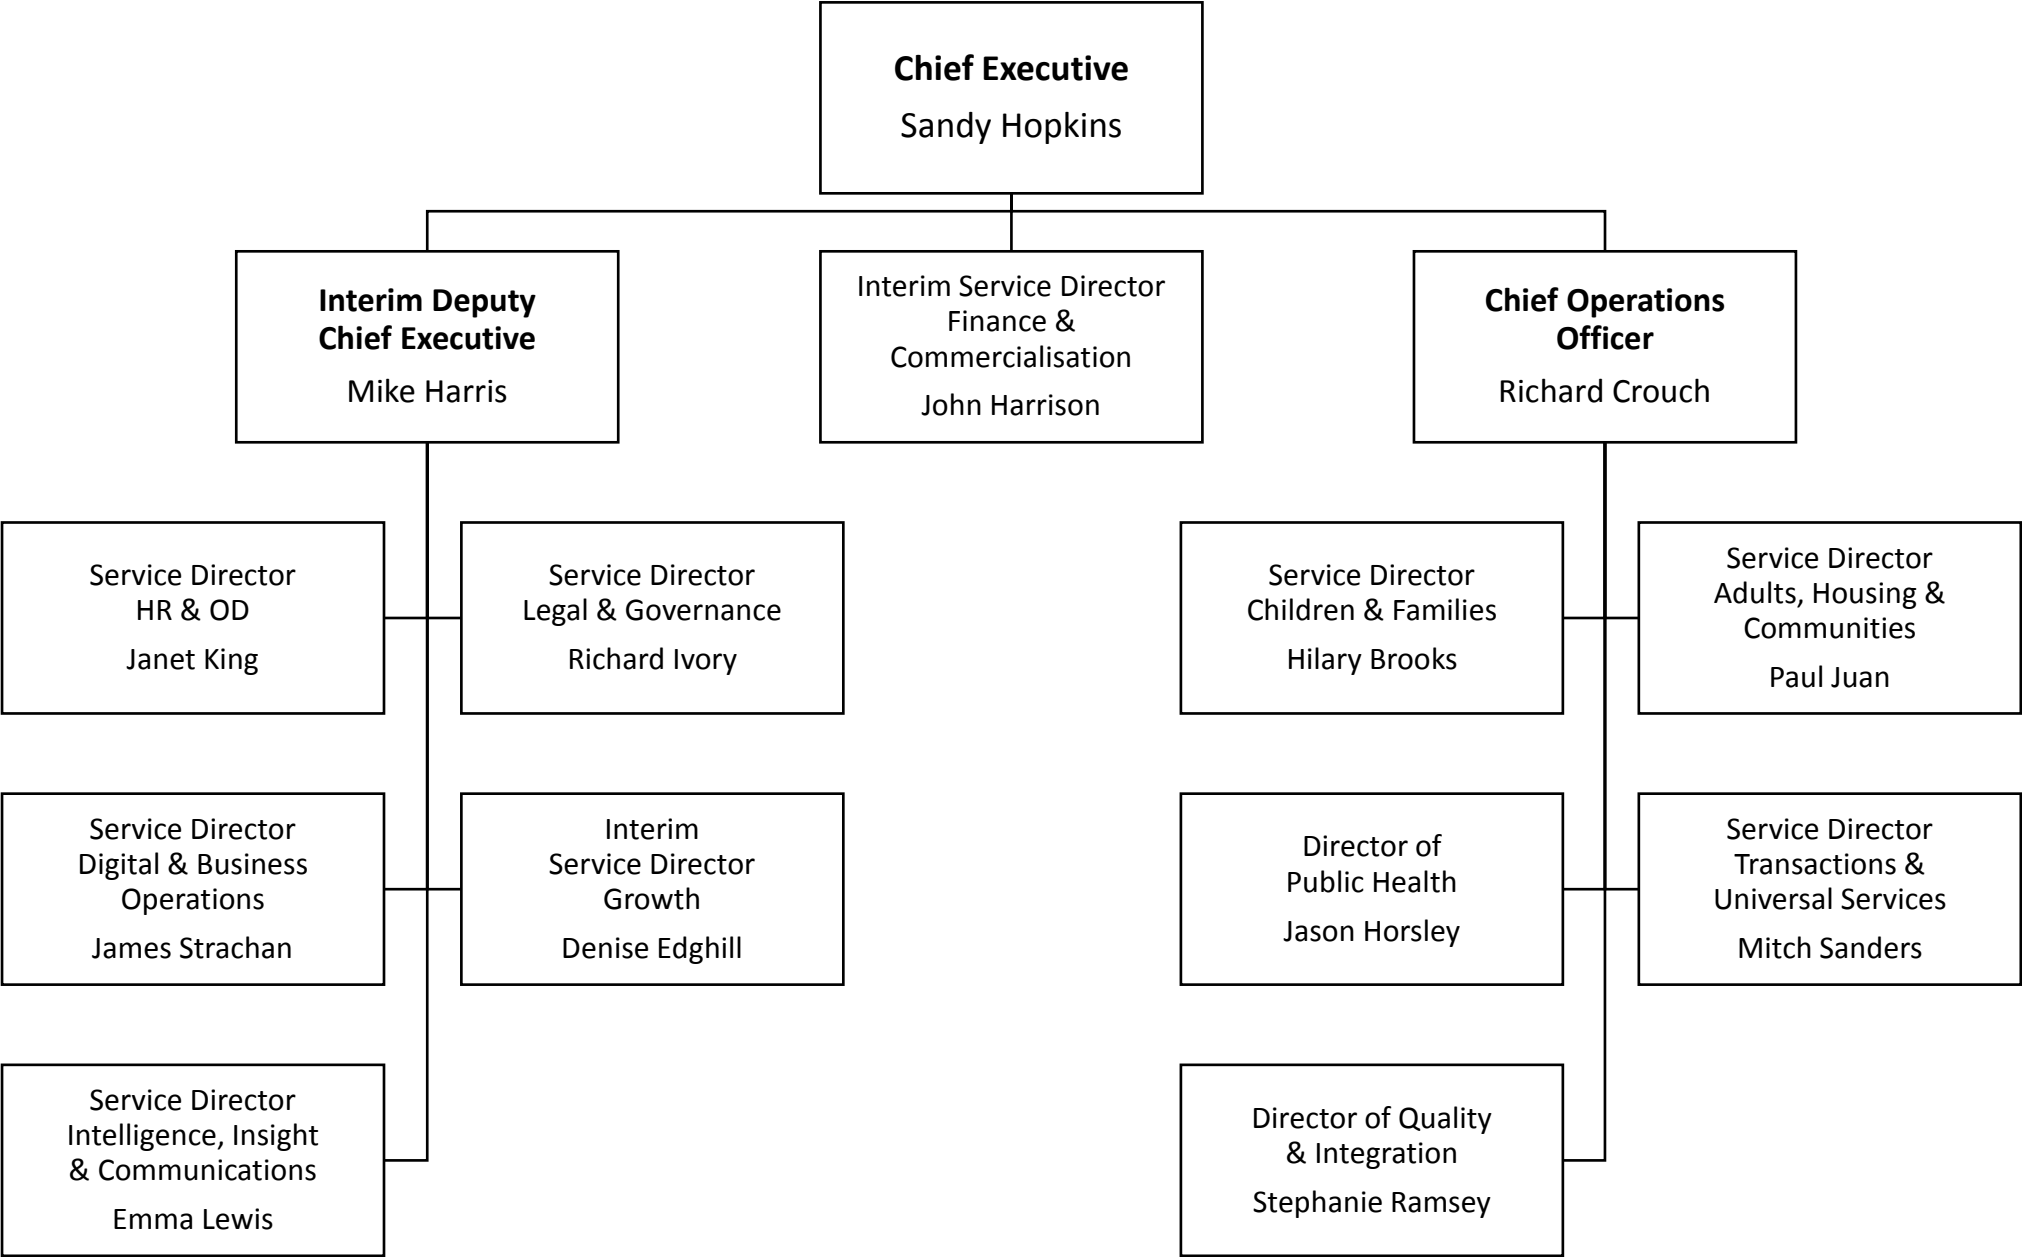 Chief Executive
Sandy Hopkins
Interim Deputy
Chief Executive
Mike Harris
Interim Service Director
Finance &
Commercialisation
John Harrison
Chief Operations
Officer
Richard Crouch
Service Director
HR & OD
Janet King
Service Director
Legal & Governance
Richard Ivory
Service Director
Children & Families
Hilary Brooks
Service Director
Adults, Housing &
Communities
Paul Juan
Service Director
Digital & Business
Operations
James Strachan
Interim
Service Director
Growth
Denise Edghill
Director of
Public Health
Jason Horsley
Service Director
Transactions &
Universal Services
Mitch Sanders
Service Director
Intelligence, Insight
& Communications
Emma Lewis
Director of Quality
& Integration
Stephanie Ramsey